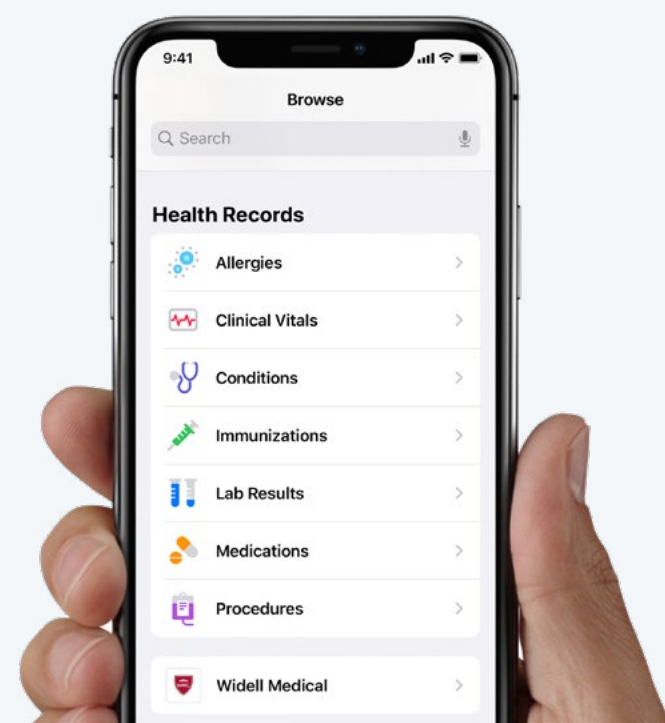 9:41
Browse
Search
Health Records
Allergies
Clinical Vitals
Conditions
Immunizations
Lab Results
Medications
Procedures
Widell Medical